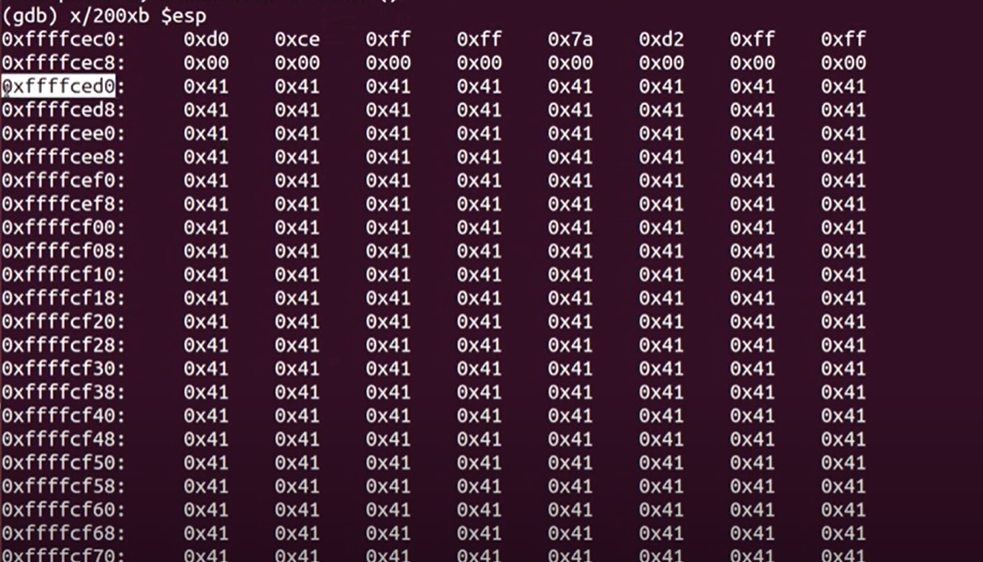 (gdb) x/200xb $esp
0xffffcec0: 0xd0 0xce 0xff 0xff 0x7a 0xd2 0xff 0xff
0xffffcec8: 0x00 0x00 0x00 0x00 0x00 0x00 0x00 0x00
0xffffced0: 0x41 0x41 0x41 0x41 0x41 0x41 0x41 0x41
0xffffced8: 0x41 0x41 0x41 0x41 0x41 0x41 0x41 0x41
0xffffcee0: 0x41 0x41 0x41 0x41 0x41 0x41 0x41 0x41
0xffffcee8: 0x41 0x41 0x41 0x41 0x41 0x41 0x41 0x41
0xffffcef0: 0x41 0x41 0x41 0x41 0x41 0x41 0x41 0x41
0xffffcef8: 0x41 0x41 0x41 0x41 0x41 0x41 0x41 0x41
0xffffcf00: 0x41 0x41 0x41 0x41 0x41 0x41 0x41 0x41
0xffffcf08: 0x41 0x41 0x41 0x41 0x41 0x41 0x41 0x41
0xffffcf10: 0x41 0x41 0x41 0x41 0x41 0x41 0x41 0x41
0xffffcf18: 0x41 0x41 0x41 0x41 0x41 0x41 0x41 0x41
0xffffcf20: 0x41 0x41 0x41 0x41 0x41 0x41 0x41 0x41
0xffffcf28: 0x41 0x41 0x41 0x41 0x41 0x41 0x41 0x41
0xffffcf30: 0x41 0x41 0x41 0x41 0x41 0x41 0x41 0x41
0xffffcf38: 0x41 0x41 0x41 0x41 0x41 0x41 0x41 0x41
0xffffcf40: 0x41 0x41 0x41 0x41 0x41 0x41 0x41 0x41
0xffffcf48: 0x41 0x41 0x41 0x41 0x41 0x41 0x41 0x41
0xffffcf50: 0x41 0x41 0x41 0x41 0x41 0x41 0x41 0x41
0xffffcf58: 0x41 0x41 0x41 0x41 0x41 0x41 0x41 0x41
0xffffcf60: 0x41 0x41 0x41 0x41 0x41 0x41 0x41 0x41
0xffffcf68: 0x41 0x41 0x41 0x41 0x41 0x41 0x41 0x41
0xffffcf70: 0x41 0x41 0x41 0x41 0x41 0x41 0x41 0x41